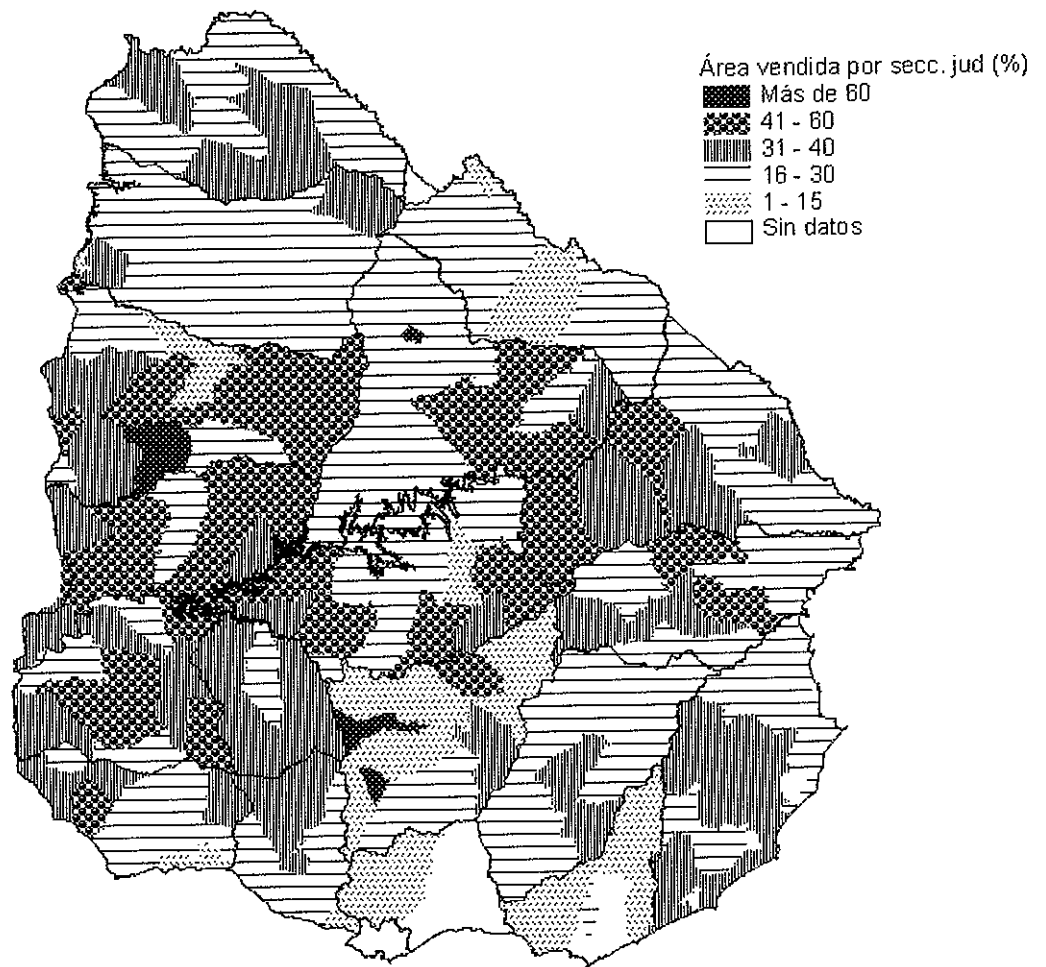 Área vendida por secc. jud (%)
Más de 60
41 - 60
31 - 40
16 - 30
1 - 15
Sin datos